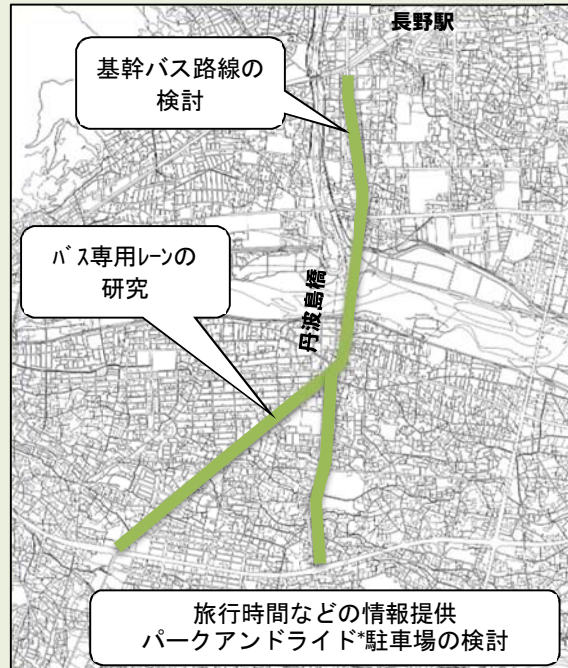 長野駅
基幹バス路線の
検討
バス専用レーンの
研究
丹波島橋
旅行時間などの情報提供
パークアンドライド*駐車場の検討